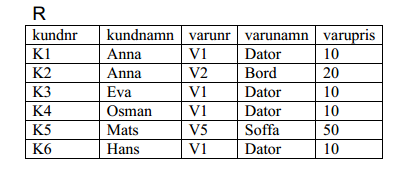 R
kundnr kundnamn varunr varunamn varupris
K1 Anna V1 Dator 10
K2 Anna V2 Bord 20
K3 Eva V1 Dator 10
K4 Osman V1 Dator 10
K5 Mats V5 Soffa 50
K6 Hans V1 Dator 10